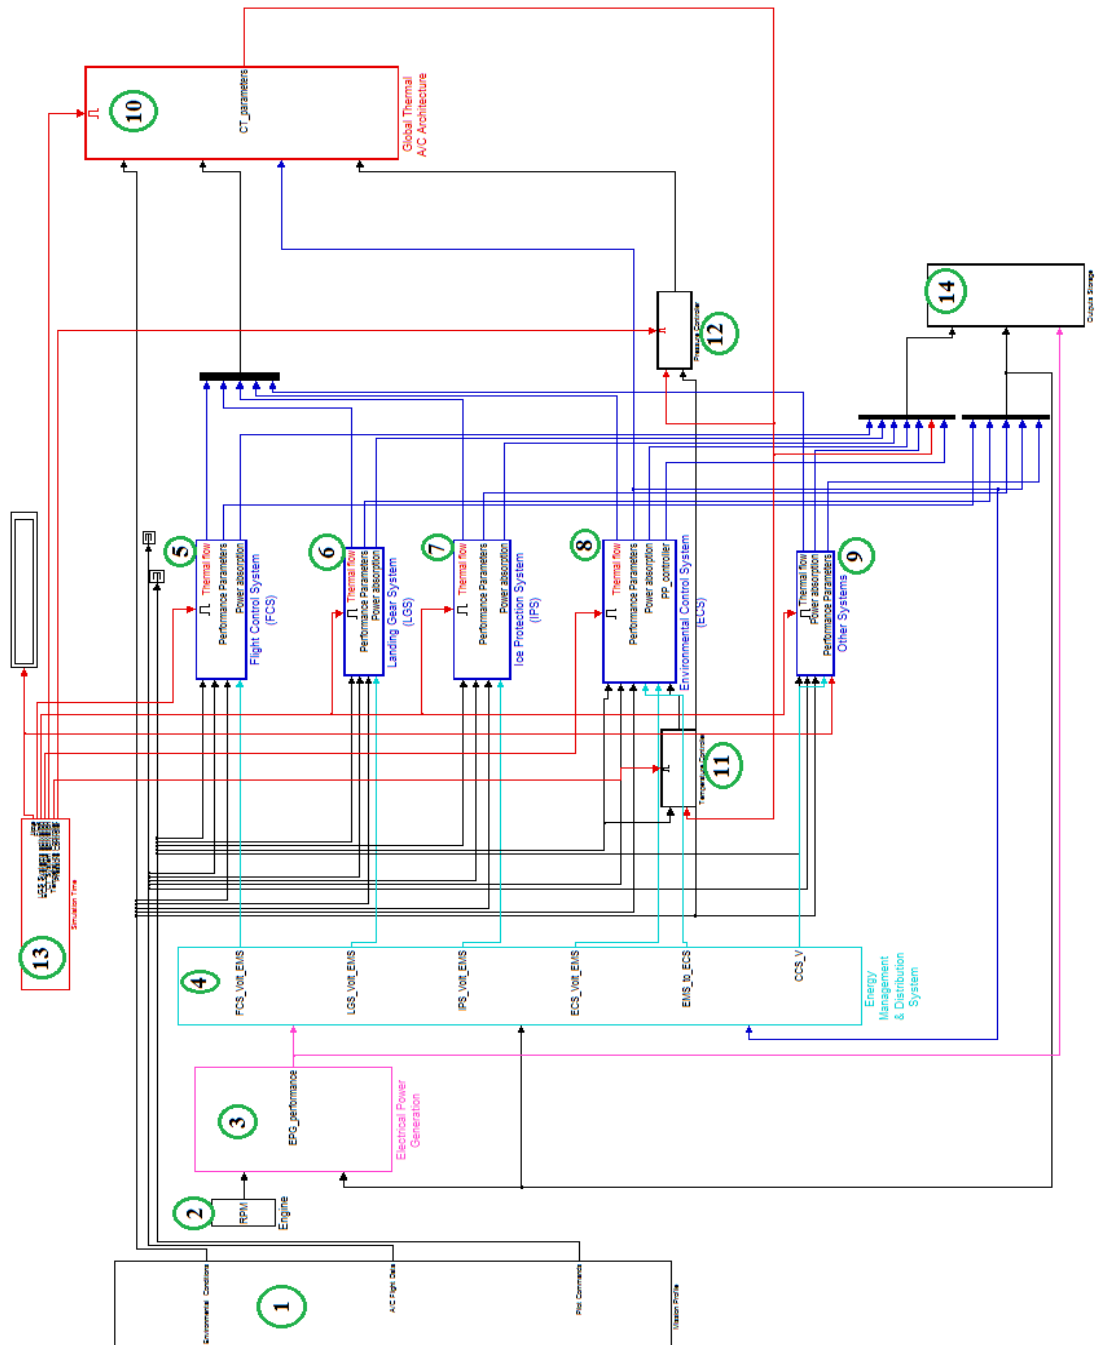 10
CT_parameters
Global Thermal
A/C Architecture
14
Outputs Storage
12
Pressure Controller
5
Thermal flow
Performance Parameters
Power absorption
Flight Control System
(FCS)
6
Thermal flow
Performance Parameters
Power absorption
Landing Gear System
(LGS)
7
Thermal flow
Performance Parameters
Power absorption
Ice Protection System
(IPS)
8
Thermal flow
Performance Parameters
Power absorption
PP_controller
Environmental Control System
(ECS)
9
Thermal flow
Power absorption
Performance Parameters
Other Systems
11
Temperature Controller
13
Simulation Time
4
FCS_Volt_EMS
LGS_Volt_EMS
IPS_Volt_EMS
ECS_Volt_EMS
EMS_to_ECS
CCS_V
Energy
Management
& Distribution
System
3
EPG_performance
Electrical Power
Generation
2
RPM
Engine
1
Environmental Conditions
A/C Flight Data
Pilot Commands
Mission Profile